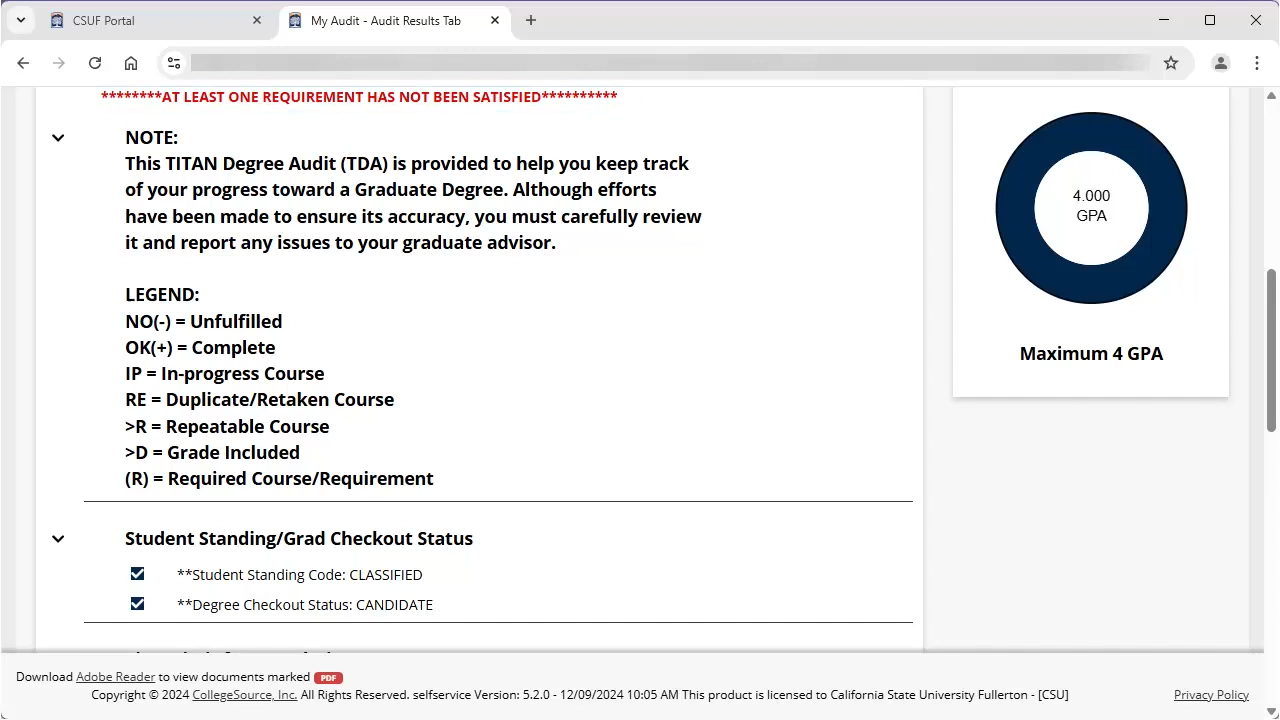 CSUF Portal
My Audit - Audit Results Tab
********AT LEAST ONE REQUIREMENT HAS NOT BEEN SATISFIED**********
NOTE:
This TITAN Degree Audit (TDA) is provided to help you keep track
of your progress toward a Graduate Degree. Although efforts
have been made to ensure its accuracy, you must carefully review
it and report any issues to your graduate advisor.
LEGEND:
NO(-) = Unfulfilled
OK(+) = Complete
IP = In-progress Course
RE = Duplicate/Retaken Course
>R = Repeatable Course
>D = Grade Included
(R) = Required Course/Requirement
Student Standing/Grad Checkout Status
**Student Standing Code: CLASSIFIED
**Degree Checkout Status: CANDIDATE
4.000
GPA
Maximum 4 GPA
Download Adobe Reader to view documents marked PDF
Copyright © 2024 CollegeSource, Inc. All Rights Reserved. selfservice Version: 5.2.0 - 12/09/2024 10:05 AM This product is licensed to California State University Fullerton - [CSU]
Privacy Policy